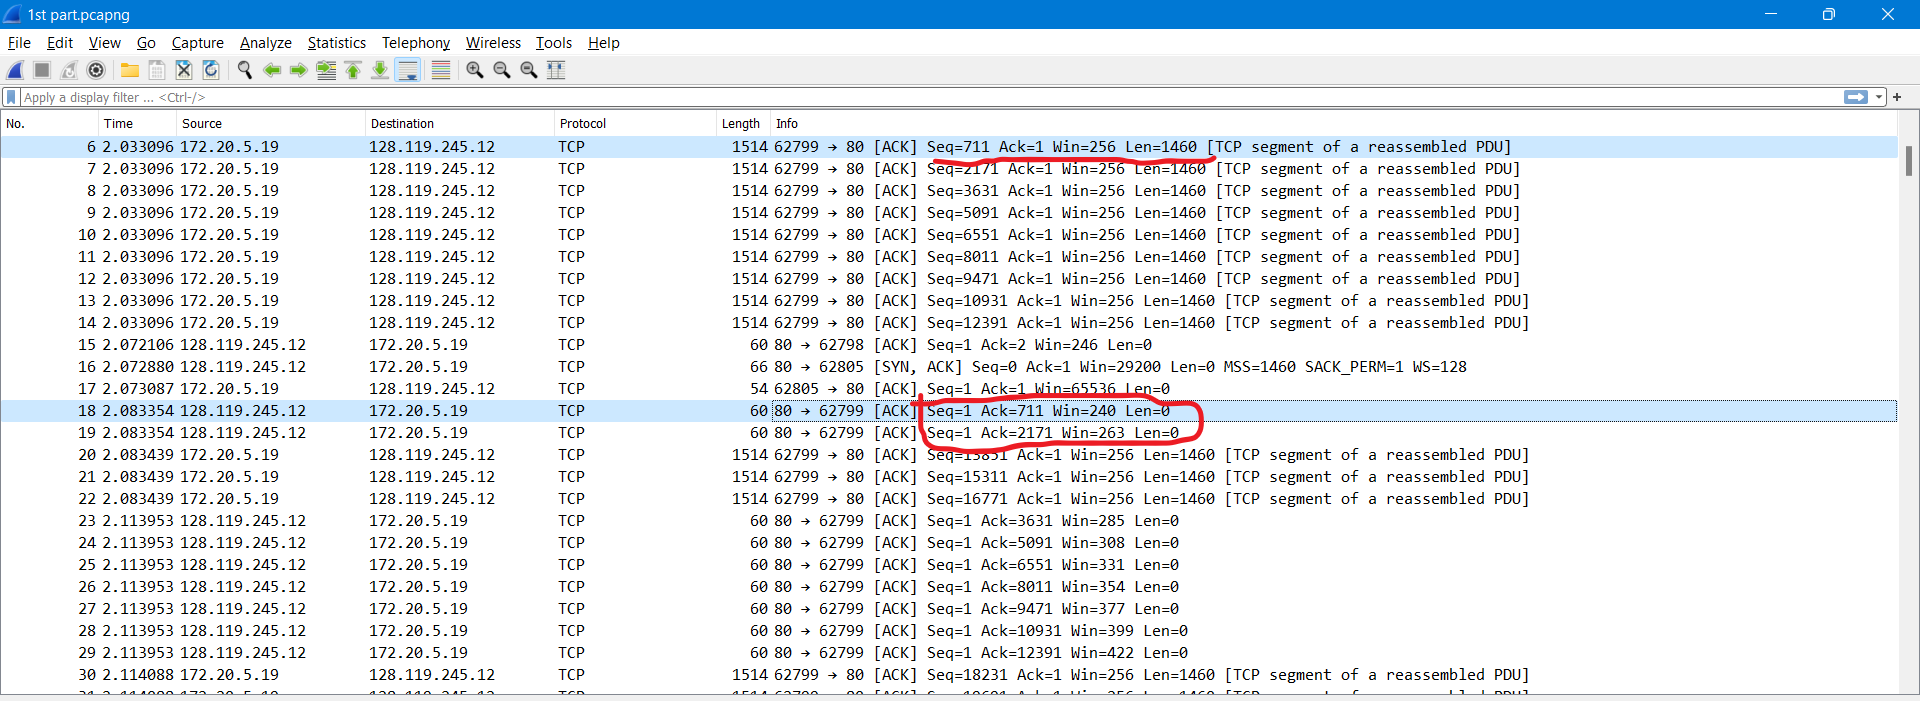 1st part.pcapng
File Edit View Go Capture Analyze Statistics Telephony Wireless Tools Help
Apply a display filter ... <Ctrl-/>
No. Time Source Destination Protocol Length Info
6 2.033096 172.20.5.19 128.119.245.12 TCP 1514 62799 → 80 [ACK] Seq=711 Ack=1 Win=256 Len=1460 [TCP segment of a reassembled PDU]
7 2.033096 172.20.5.19 128.119.245.12 TCP 1514 62799 → 80 [ACK] Seq=2171 Ack=1 Win=256 Len=1460 [TCP segment of a reassembled PDU]
8 2.033096 172.20.5.19 128.119.245.12 TCP 1514 62799 → 80 [ACK] Seq=3631 Ack=1 Win=256 Len=1460 [TCP segment of a reassembled PDU]
9 2.033096 172.20.5.19 128.119.245.12 TCP 1514 62799 → 80 [ACK] Seq=5091 Ack=1 Win=256 Len=1460 [TCP segment of a reassembled PDU]
10 2.033096 172.20.5.19 128.119.245.12 TCP 1514 62799 → 80 [ACK] Seq=6551 Ack=1 Win=256 Len=1460 [TCP segment of a reassembled PDU]
11 2.033096 172.20.5.19 128.119.245.12 TCP 1514 62799 → 80 [ACK] Seq=8011 Ack=1 Win=256 Len=1460 [TCP segment of a reassembled PDU]
12 2.033096 172.20.5.19 128.119.245.12 TCP 1514 62799 → 80 [ACK] Seq=9471 Ack=1 Win=256 Len=1460 [TCP segment of a reassembled PDU]
13 2.033096 172.20.5.19 128.119.245.12 TCP 1514 62799 → 80 [ACK] Seq=10931 Ack=1 Win=256 Len=1460 [TCP segment of a reassembled PDU]
14 2.033096 172.20.5.19 128.119.245.12 TCP 1514 62799 → 80 [ACK] Seq=12391 Ack=1 Win=256 Len=1460 [TCP segment of a reassembled PDU]
15 2.072106 128.119.245.12 172.20.5.19 TCP 60 80 → 62798 [ACK] Seq=1 Ack=2 Win=246 Len=0
16 2.072880 128.119.245.12 172.20.5.19 TCP 66 80 → 62805 [SYN, ACK] Seq=0 Ack=1 Win=29200 Len=0 MSS=1460 SACK_PERM=1 WS=128
17 2.073087 172.20.5.19 128.119.245.12 TCP 54 62805 → 80 [ACK] Seq=1 Ack=1 Win=65536 Len=0
18 2.083354 128.119.245.12 172.20.5.19 TCP 60 80 → 62799 [ACK] Seq=1 Ack=711 Win=240 Len=0
19 2.083354 128.119.245.12 172.20.5.19 TCP 60 80 → 62799 [ACK] Seq=1 Ack=2171 Win=263 Len=0
20 2.083439 172.20.5.19 128.119.245.12 TCP 1514 62799 → 80 [ACK] Seq=13851 Ack=1 Win=256 Len=1460 [TCP segment of a reassembled PDU]
21 2.083439 172.20.5.19 128.119.245.12 TCP 1514 62799 → 80 [ACK] Seq=15311 Ack=1 Win=256 Len=1460 [TCP segment of a reassembled PDU]
22 2.083439 172.20.5.19 128.119.245.12 TCP 1514 62799 → 80 [ACK] Seq=16771 Ack=1 Win=256 Len=1460 [TCP segment of a reassembled PDU]
23 2.113953 128.119.245.12 172.20.5.19 TCP 60 80 → 62799 [ACK] Seq=1 Ack=3631 Win=285 Len=0
24 2.113953 128.119.245.12 172.20.5.19 TCP 60 80 → 62799 [ACK] Seq=1 Ack=5091 Win=308 Len=0
25 2.113953 128.119.245.12 172.20.5.19 TCP 60 80 → 62799 [ACK] Seq=1 Ack=6551 Win=331 Len=0
26 2.113953 128.119.245.12 172.20.5.19 TCP 60 80 → 62799 [ACK] Seq=1 Ack=8011 Win=354 Len=0
27 2.113953 128.119.245.12 172.20.5.19 TCP 60 80 → 62799 [ACK] Seq=1 Ack=9471 Win=377 Len=0
28 2.113953 128.119.245.12 172.20.5.19 TCP 60 80 → 62799 [ACK] Seq=1 Ack=10931 Win=399 Len=0
29 2.113953 128.119.245.12 172.20.5.19 TCP 60 80 → 62799 [ACK] Seq=1 Ack=12391 Win=422 Len=0
30 2.114088 172.20.5.19 128.119.245.12 TCP 1514 62799 → 80 [ACK] Seq=18231 Ack=1 Win=256 Len=1460 [TCP segment of a reassembled PDU]